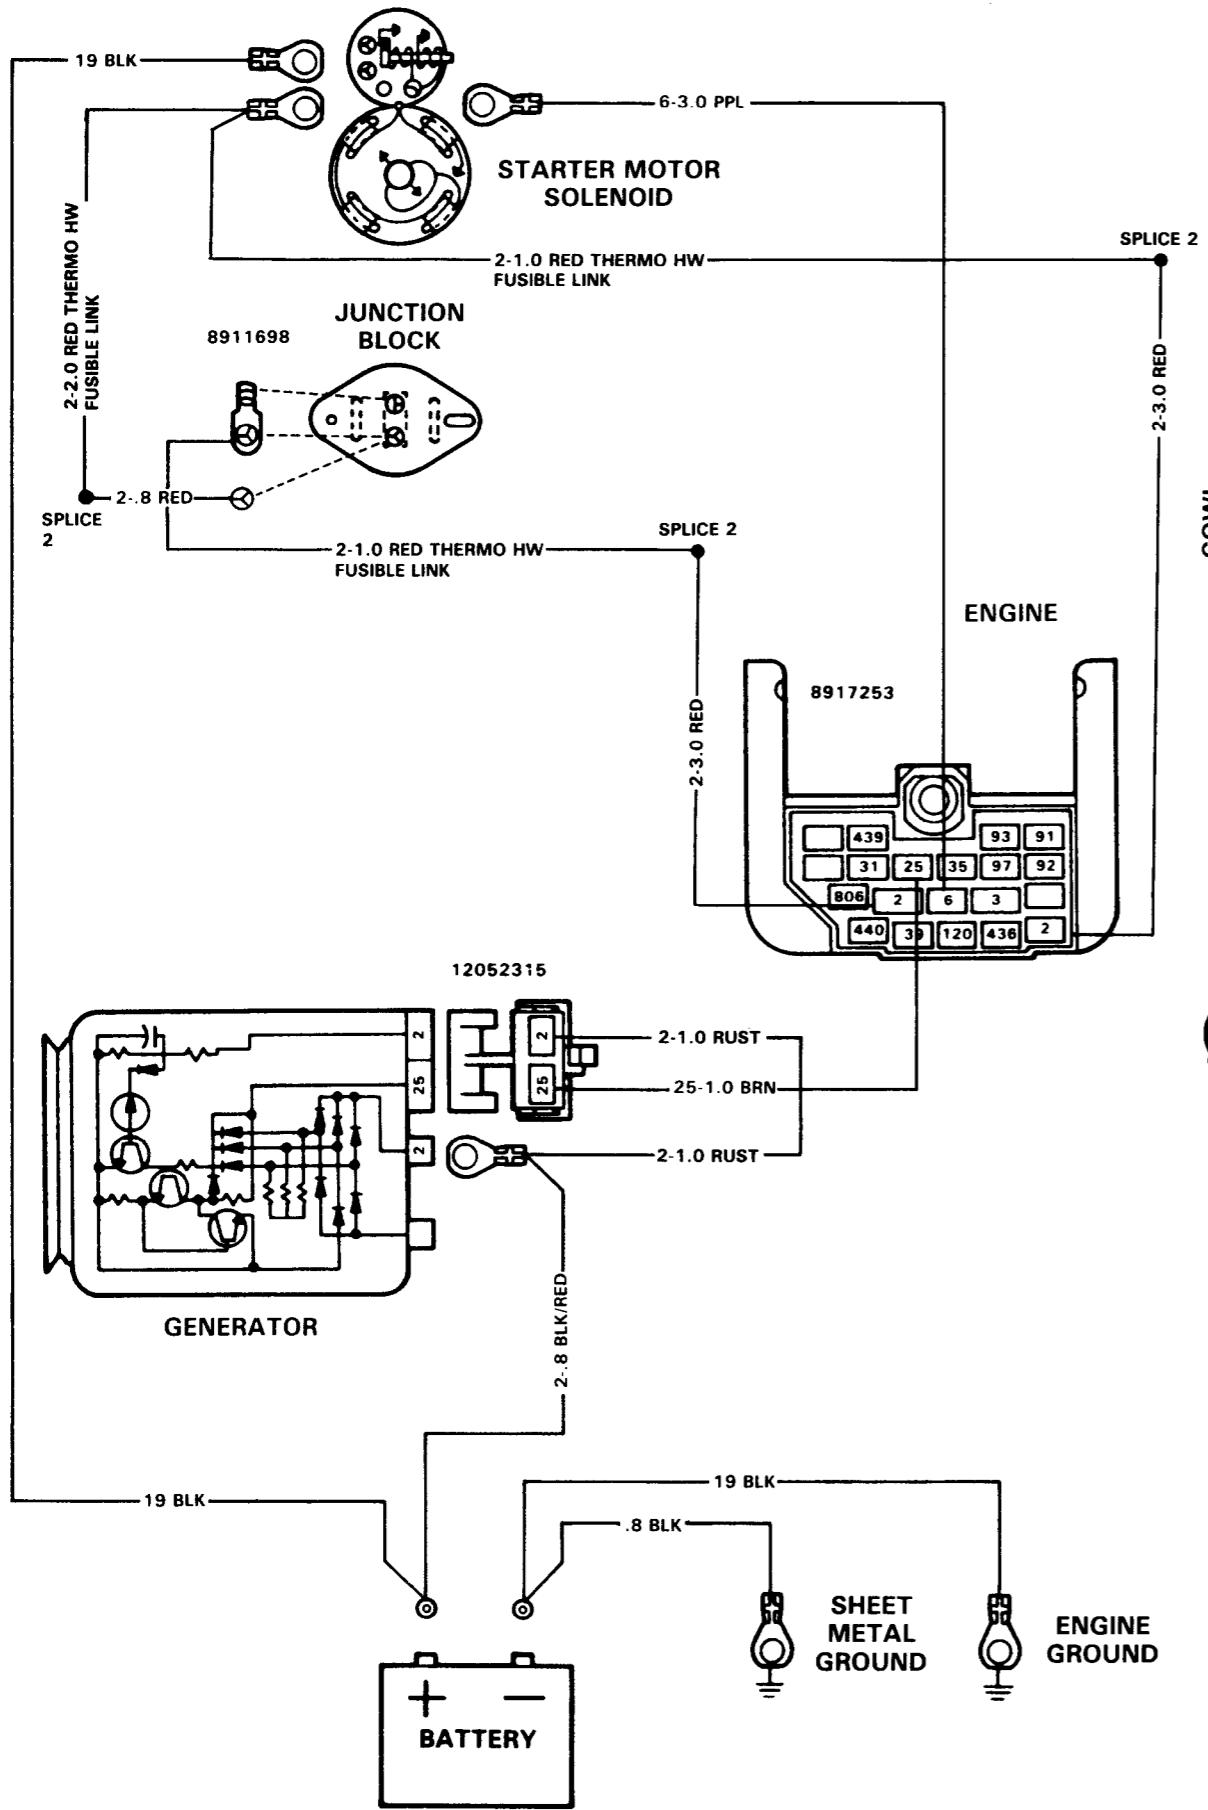 19 BLK
6-3.0 PPL
STARTER MOTOR
SOLENOID
2-2.0 RED THERMO HW
FUSIBLE LINK
2-1.0 RED THERMO HW
FUSIBLE LINK
SPLICE 2
JUNCTION
BLOCK
8911698
2-3.0 RED
2-.8 RED
SPLICE
2
2-1.0 RED THERMO HW
FUSIBLE LINK
SPLICE 2
ENGINE
8917253
2-3.0 RED
439
93
91
31
25
35
97
92
806
2
6
3
440
39
120
436
2
12052315
2
25
2
2
25
2-1.0 RUST
25-1.0 BRN
2-1.0 RUST
GENERATOR
2-.8 BLK/RED
19 BLK
19 BLK
.8 BLK
SHEET
METAL
GROUND
ENGINE
GROUND
+ –
BATTERY